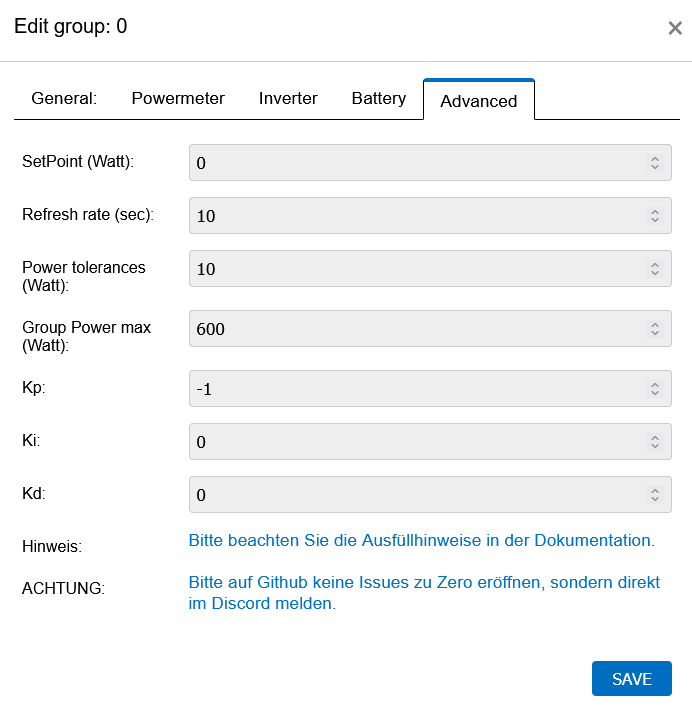 Edit group: 0
×
General: Powermeter Inverter Battery Advanced
SetPoint (Watt): 0
Refresh rate (sec): 10
Power tolerances
(Watt): 10
Group Power max
(Watt): 600
Kp: -1
Ki: 0
Kd: 0
Hinweis: Bitte beachten Sie die Ausfüllhinweise in der Dokumentation.
ACHTUNG: Bitte auf Github keine Issues zu Zero eröffnen, sondern direkt
im Discord melden.
SAVE